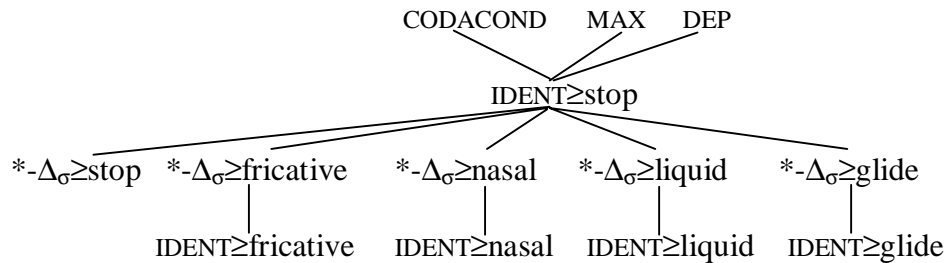 CODACOND MAX DEP
IDENT≥stop
*-Δσ≥stop *-Δσ≥fricative *-Δσ≥nasal *-Δσ≥liquid *-Δσ≥glide
IDENT≥fricative IDENT≥nasal IDENT≥liquid IDENT≥glide